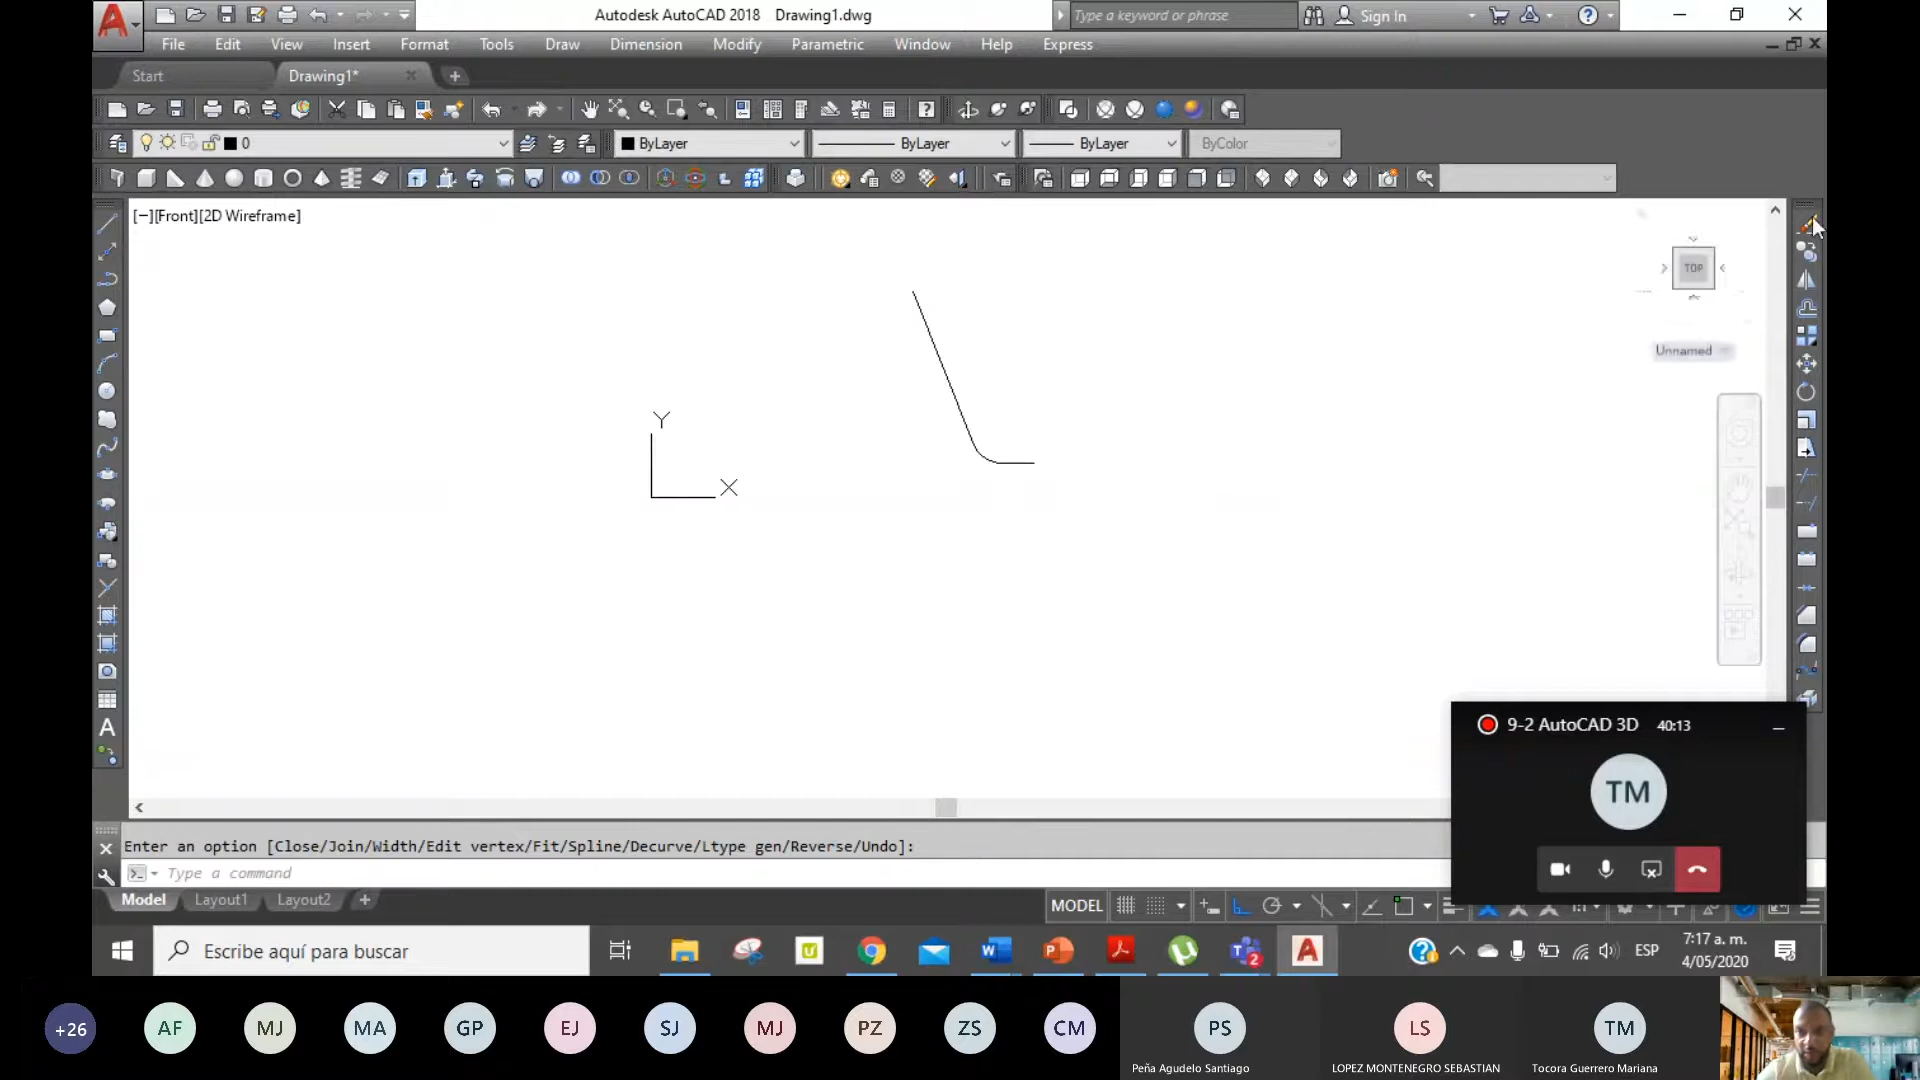 Autodesk AutoCAD 2018 Drawing1.dwg
Type a keyword or phrase
Sign In
File Edit View Insert Format Tools Draw Dimension Modify Parametric Window Help Express
Start Drawing1*
0 ByLayer ByLayer ByLayer ByColor
[−][Front][2D Wireframe]
TOP
Unnamed
Y
X
A
9-2 AutoCAD 3D 40:13
TM
Enter an option [Close/Join/Width/Edit vertex/Fit/Spline/Decurve/Ltype gen/Reverse/Undo]:
Type a command
Model Layout1 Layout2
MODEL
Escribe aquí para buscar
2
ESP
7:17 a. m.
4/05/2020
+26 AF MJ MA GP EJ SJ MJ PZ ZS CM PS LS TM
Peña Agudelo Santiago LOPEZ MONTENEGRO SEBASTIAN Tocora Guerrero Mariana